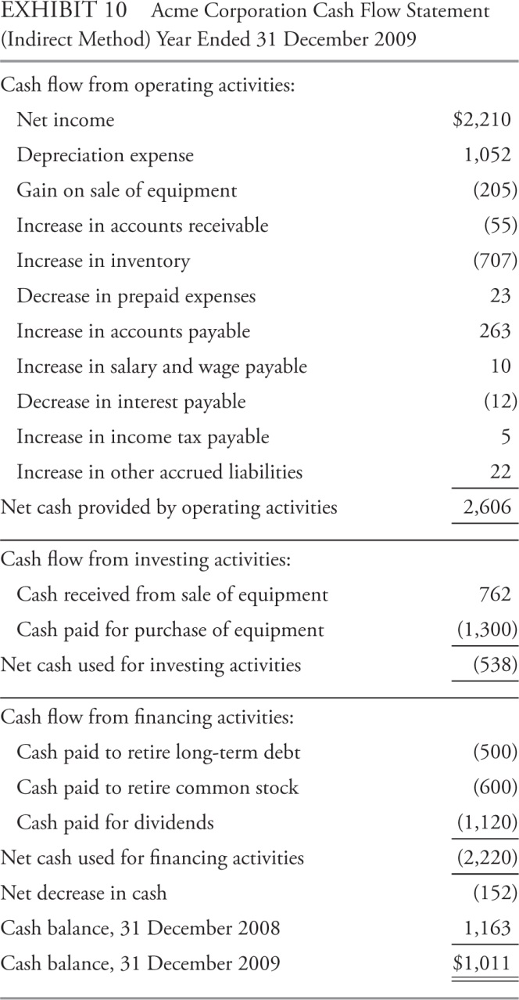 EXHIBIT 10 Acme Corporation Cash Flow Statement
(Indirect Method) Year Ended 31 December 2009
Cash flow from operating activities:
Net income $2,210
Depreciation expense 1,052
Gain on sale of equipment (205)
Increase in accounts receivable (55)
Increase in inventory (707)
Decrease in prepaid expenses 23
Increase in accounts payable 263
Increase in salary and wage payable 10
Decrease in interest payable (12)
Increase in income tax payable 5
Increase in other accrued liabilities 22
Net cash provided by operating activities 2,606
Cash flow from investing activities:
Cash received from sale of equipment 762
Cash paid for purchase of equipment (1,300)
Net cash used for investing activities (538)
Cash flow from financing activities:
Cash paid to retire long-term debt (500)
Cash paid to retire common stock (600)
Cash paid for dividends (1,120)
Net cash used for financing activities (2,220)
Net decrease in cash (152)
Cash balance, 31 December 2008 1,163
Cash balance, 31 December 2009 $1,011